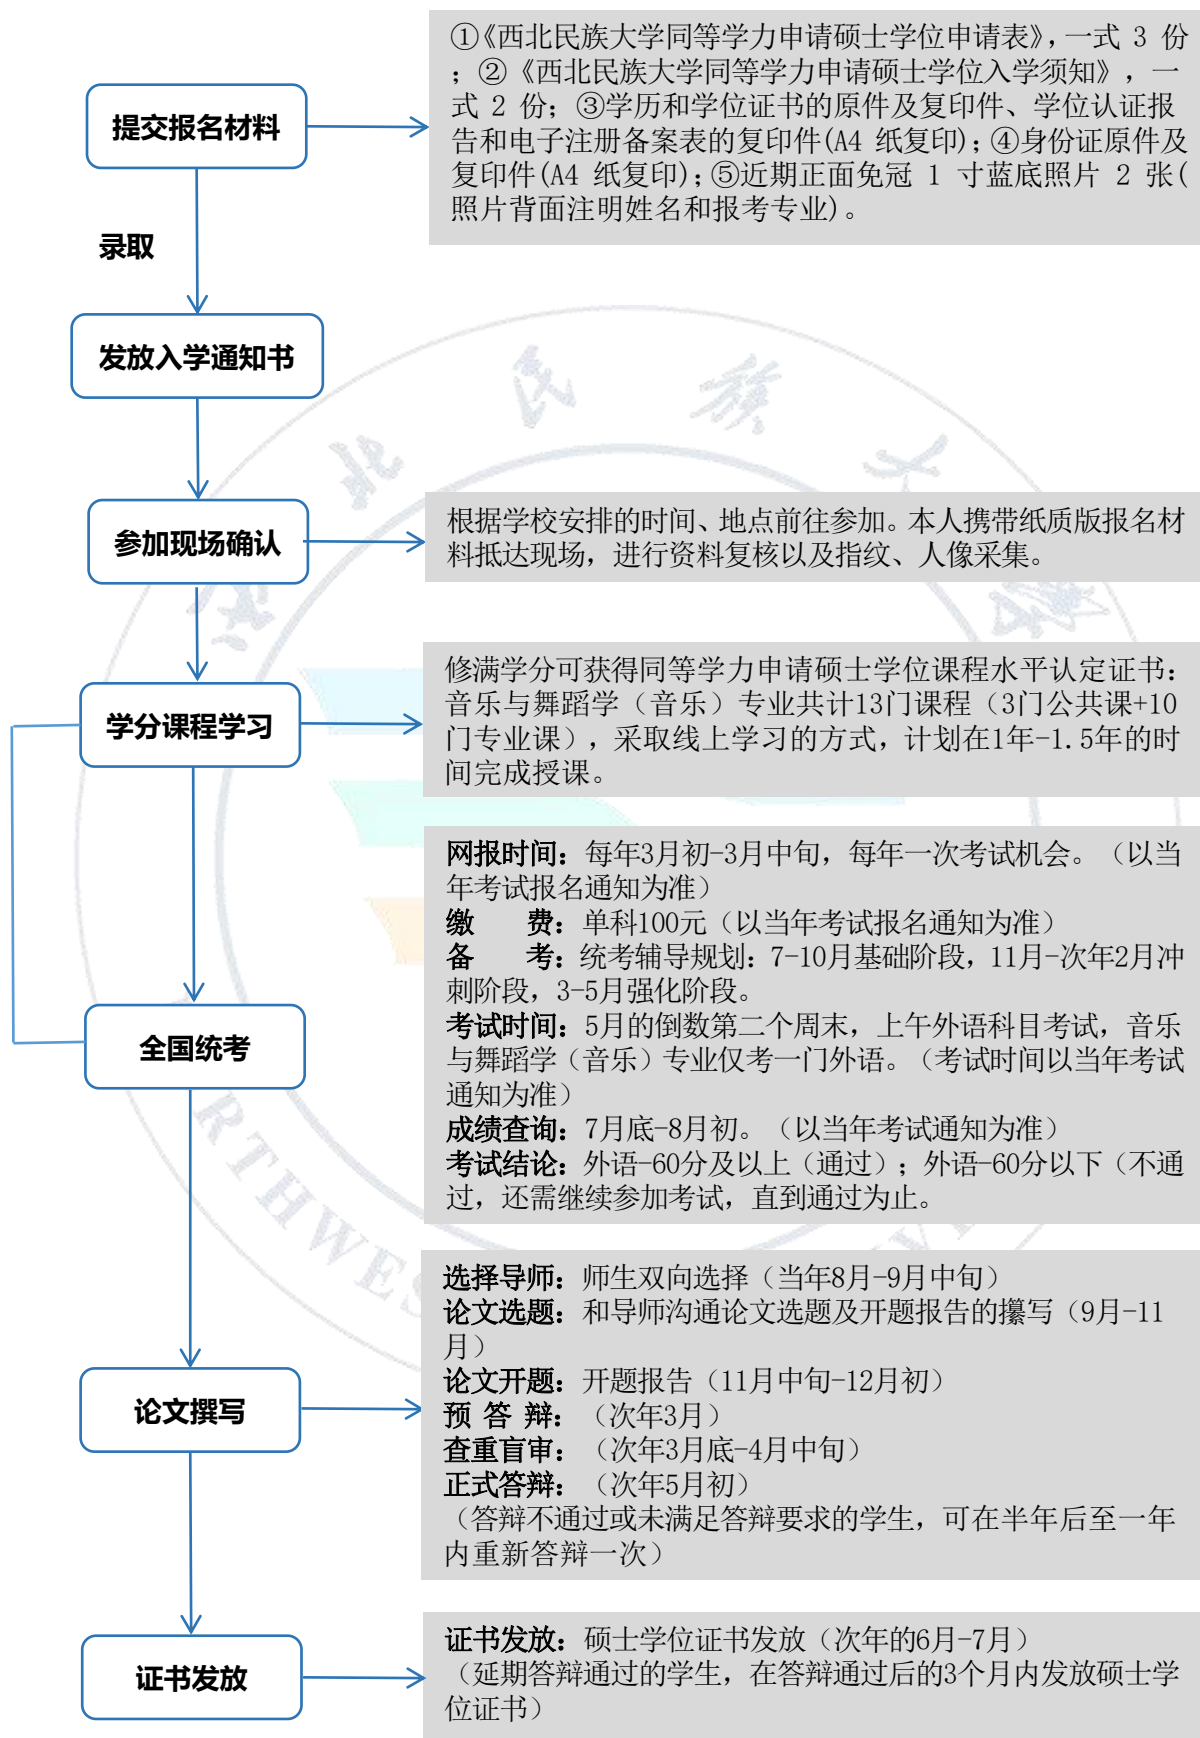 ①《西北民族大学同等学力申请硕士学位申请表》，一式 3 份
；②《西北民族大学同等学力申请硕士学位入学须知》，一
式 2 份；③学历和学位证书的原件及复印件、学位认证报
告和电子注册备案表的复印件(A4 纸复印)；④身份证原件及
复印件(A4 纸复印)；⑤近期正面免冠 1 寸蓝底照片 2 张(
照片背面注明姓名和报考专业)。
提交报名材料
录取
发放入学通知书
参加现场确认
根据学校安排的时间、地点前往参加。本人携带纸质版报名材
料抵达现场，进行资料复核以及指纹、人像采集。
学分课程学习
修满学分可获得同等学力申请硕士学位课程水平认定证书：
音乐与舞蹈学（音乐）专业共计13门课程（3门公共课+10
门专业课），采取线上学习的方式，计划在1年-1.5年的时
间完成授课。
全国统考
网报时间：每年3月初-3月中旬，每年一次考试机会。（以当
年考试报名通知为准）
缴 费：单科100元（以当年考试报名通知为准）
备 考：统考辅导规划：7-10月基础阶段，11月-次年2月冲
刺阶段，3-5月强化阶段。
考试时间：5月的倒数第二个周末，上午外语科目考试，音乐
与舞蹈学（音乐）专业仅考一门外语。（考试时间以当年考试
通知为准）
成绩查询：7月底-8月初。（以当年考试通知为准）
考试结论：外语-60分及以上（通过）；外语-60分以下（不通
过，还需继续参加考试，直到通过为止。
论文撰写
选择导师：师生双向选择（当年8月-9月中旬）
论文选题：和导师沟通论文选题及开题报告的攥写（9月-11
月）
论文开题：开题报告（11月中旬-12月初）
预 答 辩：（次年3月）
查重盲审：（次年3月底-4月中旬）
正式答辩：（次年5月初）
（答辩不通过或未满足答辩要求的学生，可在半年后至一年
内重新答辩一次）
证书发放
证书发放：硕士学位证书发放（次年的6月-7月）
（延期答辩通过的学生，在答辩通过后的3个月内发放硕士学
位证书）